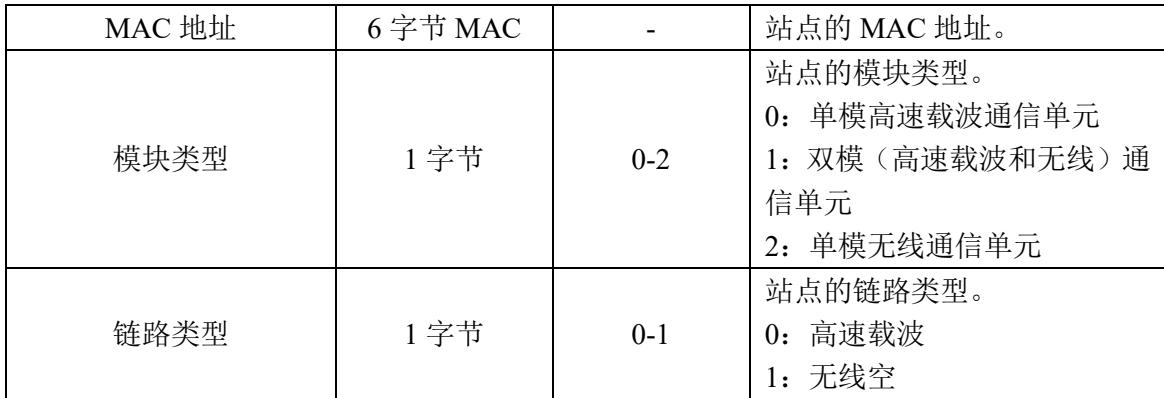 MAC 地址 6 字节 MAC - 站点的 MAC 地址。
模块类型 1 字节 0-2 站点的模块类型。
0：单模高速载波通信单元
1：双模（高速载波和无线）通
信单元
2：单模无线通信单元
链路类型 1 字节 0-1 站点的链路类型。
0：高速载波
1：无线空